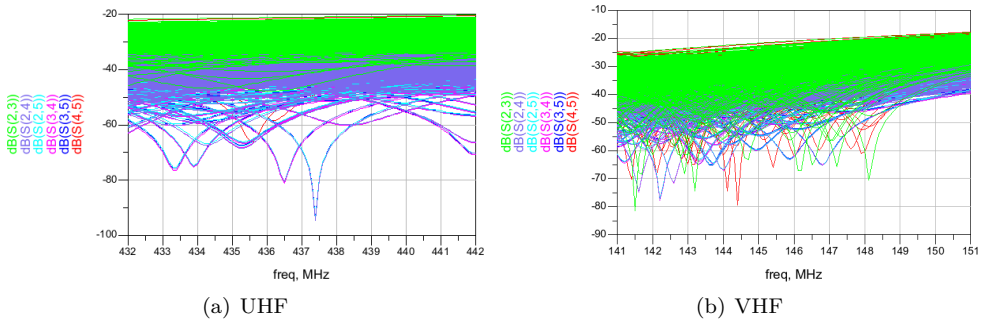 -20
-40
-60
-80
-100
432 433 434 435 436 437 438 439 440 441 442
freq, MHz
dB(S(2,3))
dB(S(2,4))
dB(S(2,5))
dB(S(3,4))
dB(S(3,5))
dB(S(4,5))
(a) UHF
-10
-20
-30
-40
-50
-60
-70
-80
-90
141 142 143 144 145 146 147 148 149 150 151
freq, MHz
dB(S(2,3))
dB(S(2,4))
dB(S(2,5))
dB(S(3,4))
dB(S(3,5))
dB(S(4,5))
(b) VHF